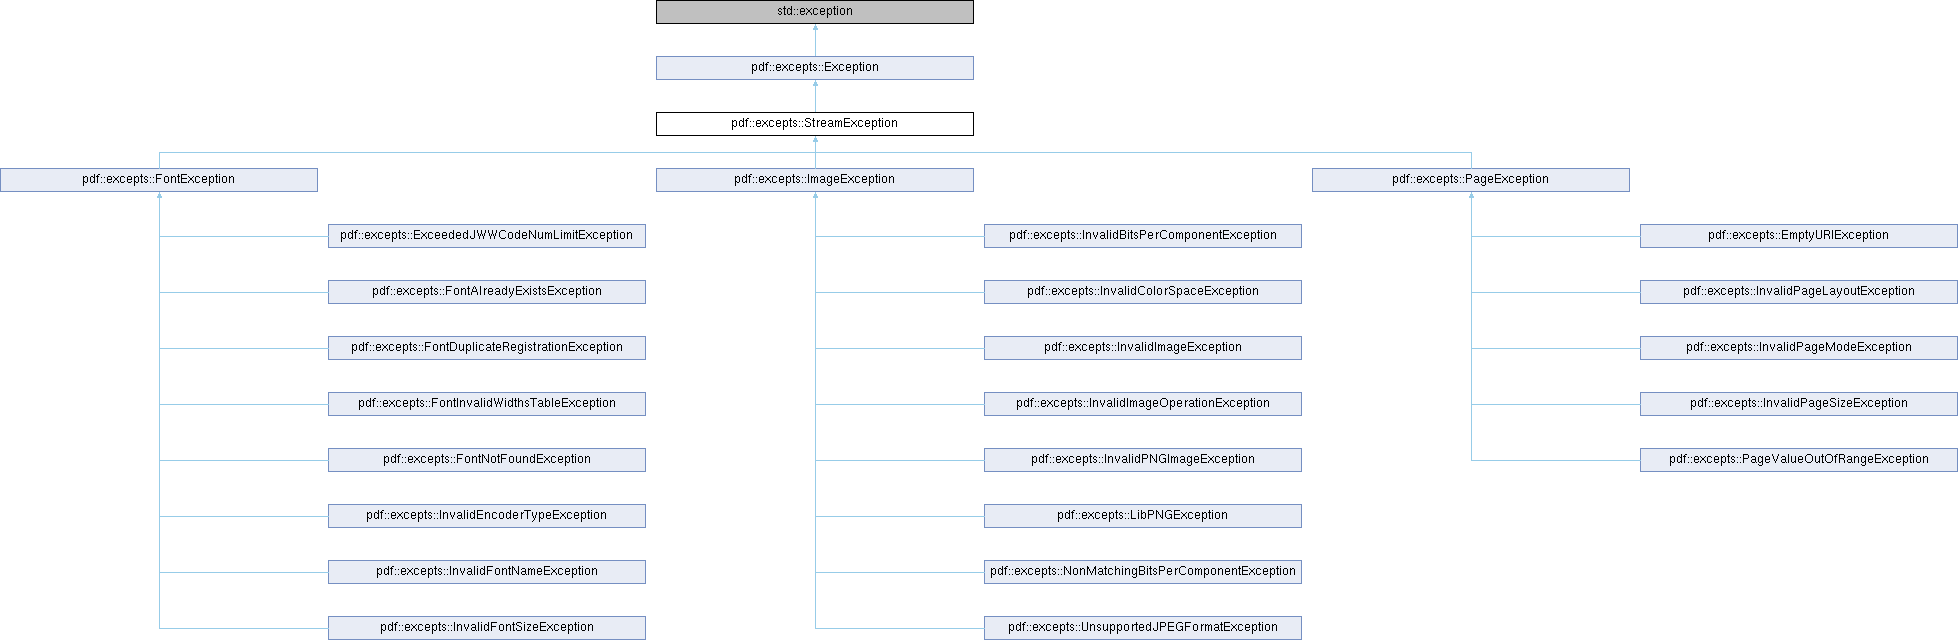 std::exception
pdf::excepts::Exception
pdf::excepts::StreamException
pdf::excepts::FontException
pdf::excepts::ImageException
pdf::excepts::PageException
pdf::excepts::ExceededJWWCodeNumLimitException
pdf::excepts::InvalidBitsPerComponentException
pdf::excepts::EmptyURIException
pdf::excepts::FontAlreadyExistsException
pdf::excepts::InvalidColorSpaceException
pdf::excepts::InvalidPageLayoutException
pdf::excepts::FontDuplicateRegistrationException
pdf::excepts::InvalidImageException
pdf::excepts::InvalidPageModeException
pdf::excepts::FontInvalidWidthsTableException
pdf::excepts::InvalidImageOperationException
pdf::excepts::InvalidPageSizeException
pdf::excepts::FontNotFoundException
pdf::excepts::InvalidPNGImageException
pdf::excepts::PageValueOutOfRangeException
pdf::excepts::InvalidEncoderTypeException
pdf::excepts::LibPNGException
pdf::excepts::InvalidFontNameException
pdf::excepts::NonMatchingBitsPerComponentException
pdf::excepts::InvalidFontSizeException
pdf::excepts::UnsupportedJPEGFormatException